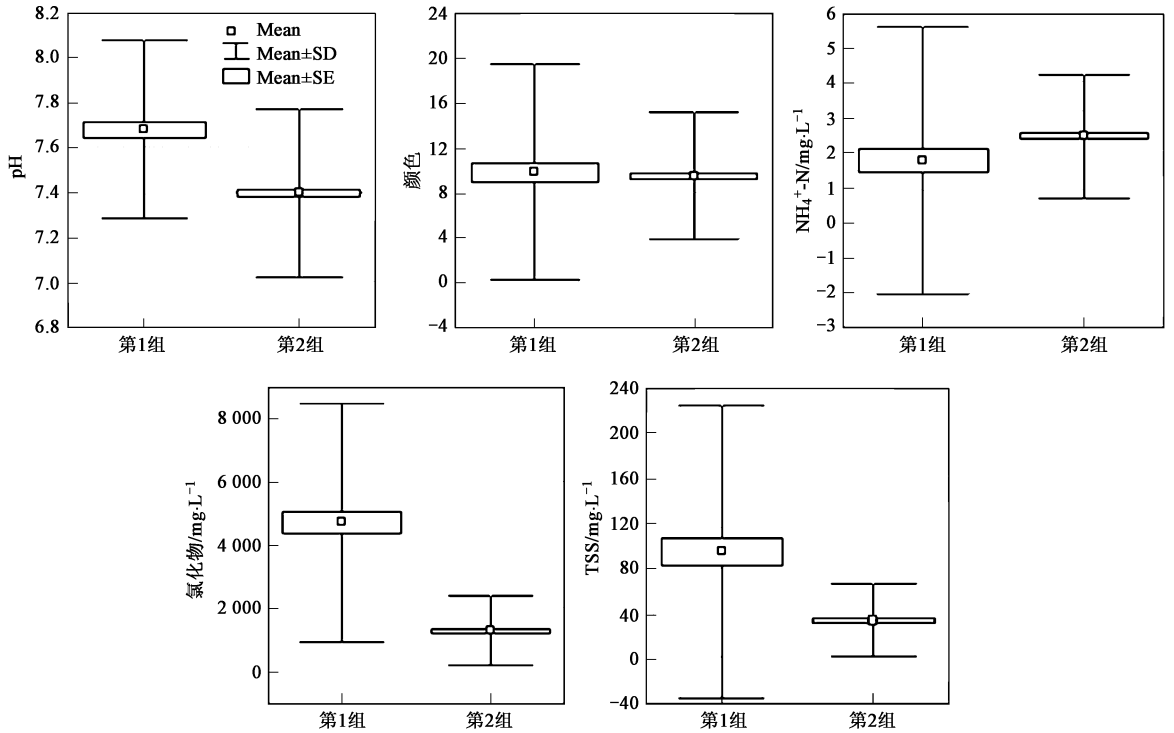 8.2
8.0
7.8
7.6
7.4
7.2
7.0
6.8
pH
Mean
Mean±SD
Mean±SE
第1组
第2组
24
20
16
12
8
4
0
−4
颜色
第1组
第2组
6
5
4
3
2
1
0
−1
−2
−3
NH₄⁺-N/mg·L⁻¹
第1组
第2组
8 000
6 000
4 000
2 000
0
氯化物/mg·L⁻¹
第1组
第2组
240
200
160
120
80
40
0
−40
TSS/mg·L⁻¹
第1组
第2组